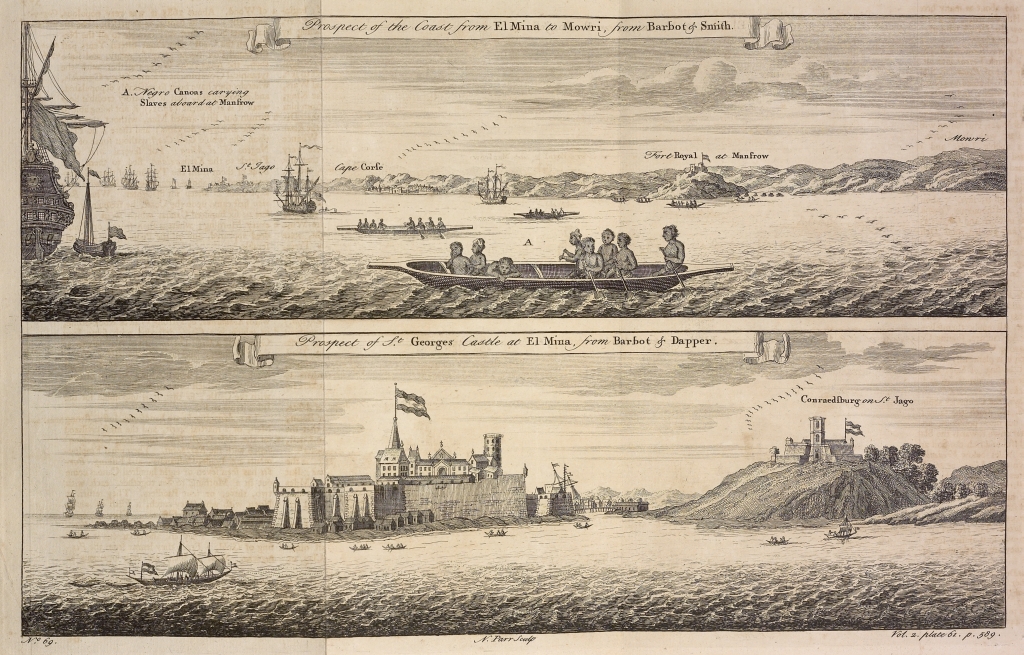 Prospect of the Coast from El Mina to Mowri, from Barbot & Smith.
A. Negro Canoas carying
Slaves aboard at Manfrow
El Mina
St. Jago
Cape Corse
Fort Royal at Manfrow
Mowri
A
Prospect of St. Georges Castle at El Mina, from Barbot & Dapper.
Conraedsburg on St. Jago
No. 69.
N. Parr Sculp
Vol. 2. plate 61. p. 589.